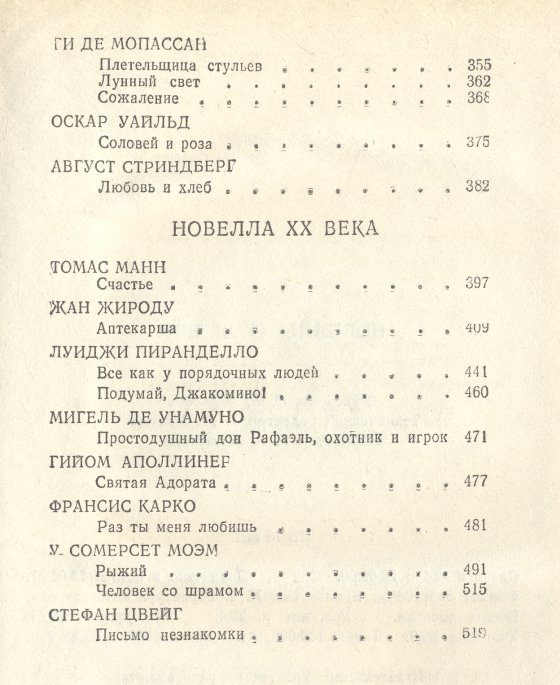 ГИ ДЕ МОПАССАН
Плетельщица стульев . . . . . . . 355
Лунный свет . . . . . . . . . 362
Сожаление . . . . . . . . . . 368
ОСКАР УАЙЛЬД
Соловей и роза . . . . . . . . . 375
АВГУСТ СТРИНДБЕРГ
Любовь и хлеб . . . . . . . . . 382
НОВЕЛЛА XX ВЕКА
ТОМАС МАНН
Счастье . . . . . . . . . . . 397
ЖАН ЖИРОДУ
Аптекарша . . . . . . . . . . 409
ЛУИДЖИ ПИРАНДЕЛЛО
Все как у порядочных людей . . . . . 441
Подумай, Джакомино! . . . . . . . 460
МИГЕЛЬ ДЕ УНАМУНО
Простодушный дон Рафаэль, охотник и игрок 471
ГИЙОМ АПОЛЛИНЕР
Святая Адората . . . . . . . . . 477
ФРАНСИС КАРКО
Раз ты меня любишь . . . . . . . 481
У. СОМЕРСЕТ МОЭМ
Рыжий . . . . . . . . . . . 491
Человек со шрамом . . . . . . . . 515
СТЕФАН ЦВЕЙГ
Письмо незнакомки . . . . . . . . 519